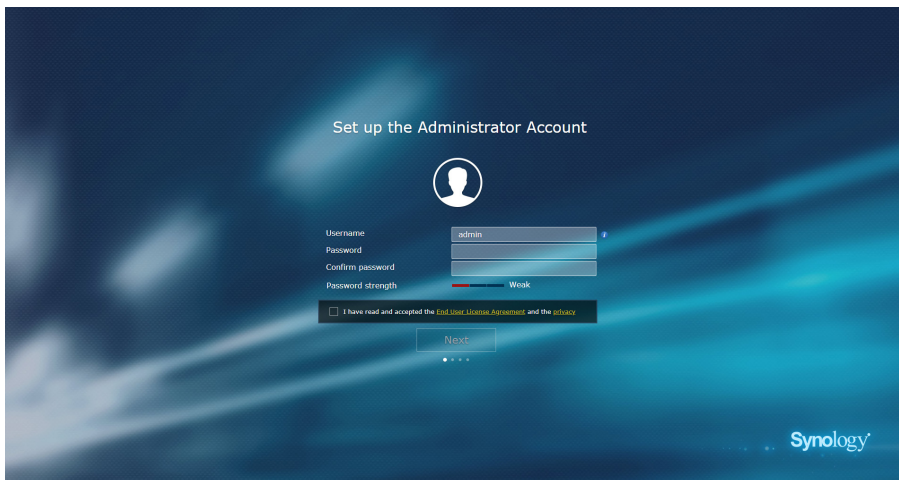 Set up the Administrator Account
Username admin
Password
Confirm password
Password strength Weak
I have read and accepted the End User License Agreement and the privacy
Next
Synology